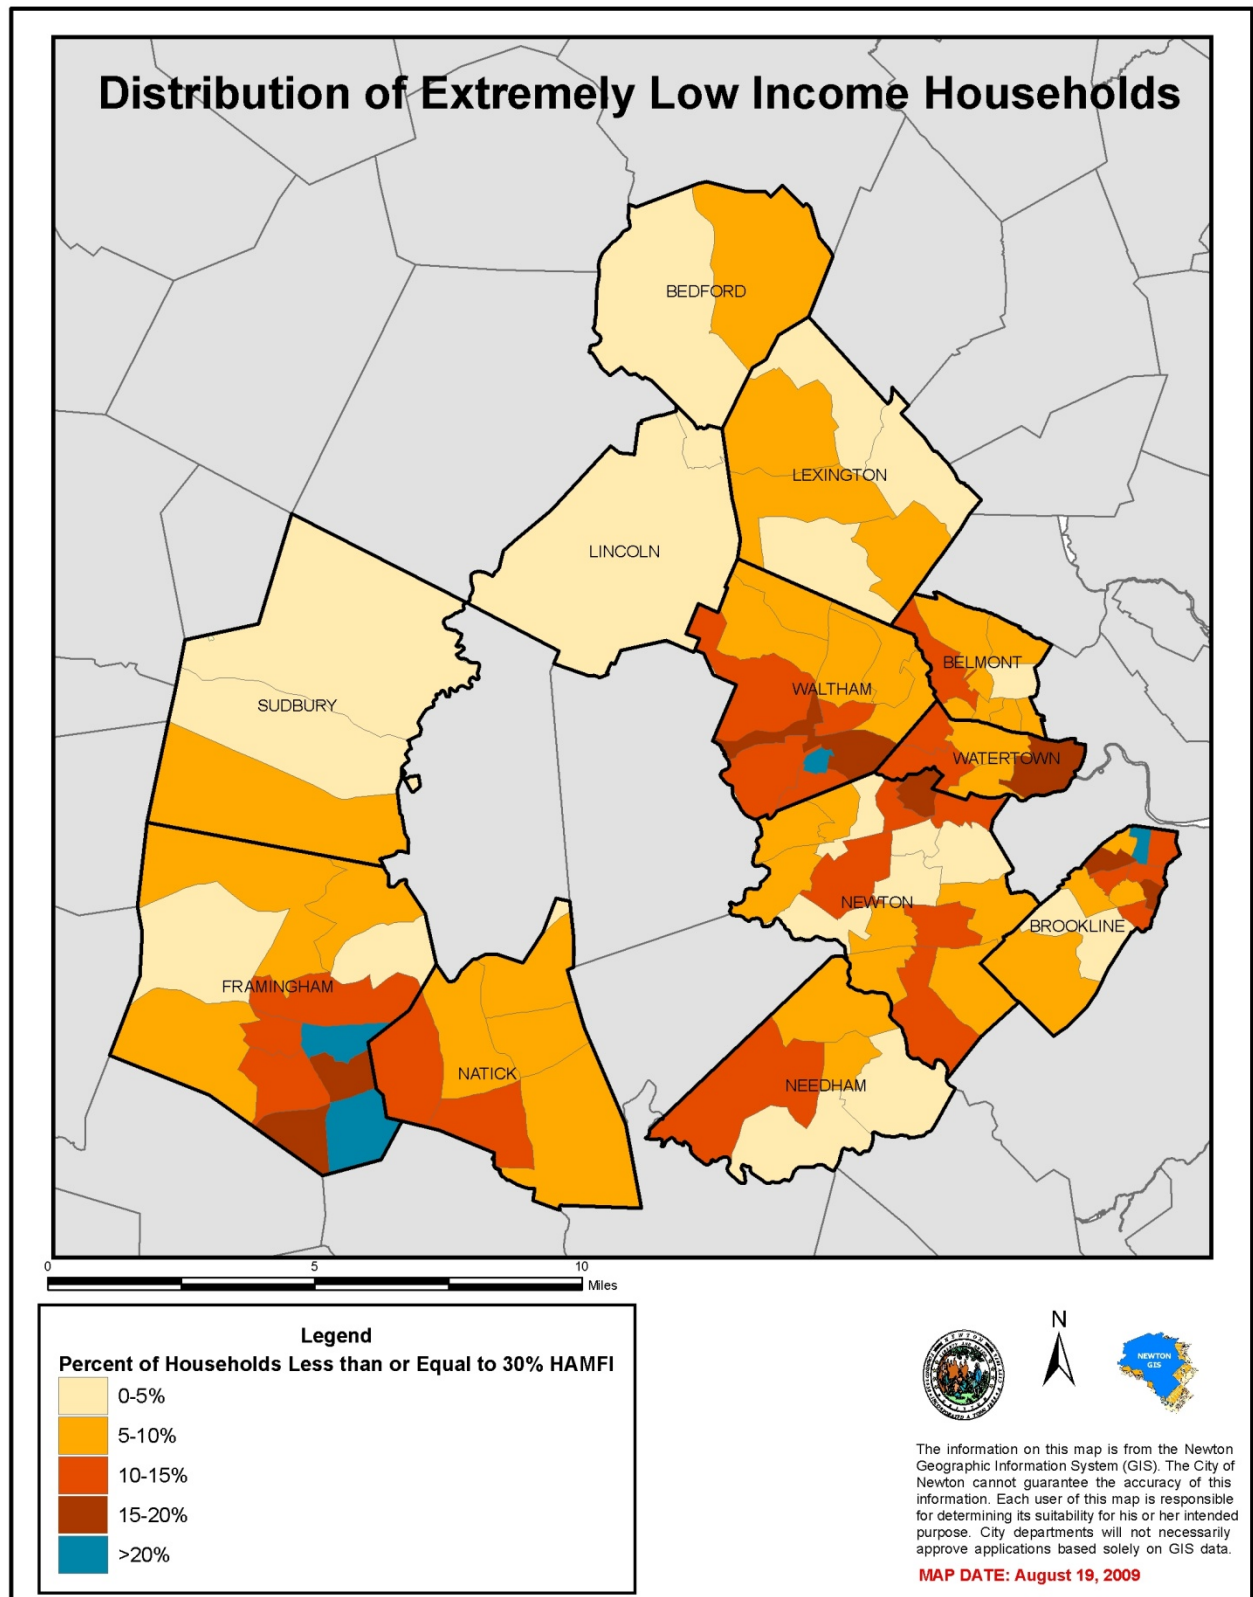 Distribution of Extremely Low Income Households
BEDFORD
LEXINGTON
LINCOLN
BELMONT
WALTHAM
SUDBURY
WATERTOWN
NEWTON
BROOKLINE
FRAMINGHAM
NATICK
NEEDHAM
0 5 10
Miles
Legend
Percent of Households Less than or Equal to 30% HAMFI
0-5%
5-10%
10-15%
15-20%
>20%
N
NEWTON
GIS
The information on this map is from the Newton
Geographic Information System (GIS). The City of
Newton cannot guarantee the accuracy of this
information. Each user of this map is responsible
for determining its suitability for his or her intended
purpose. City departments will not necessarily
approve applications based solely on GIS data.
MAP DATE: August 19, 2009